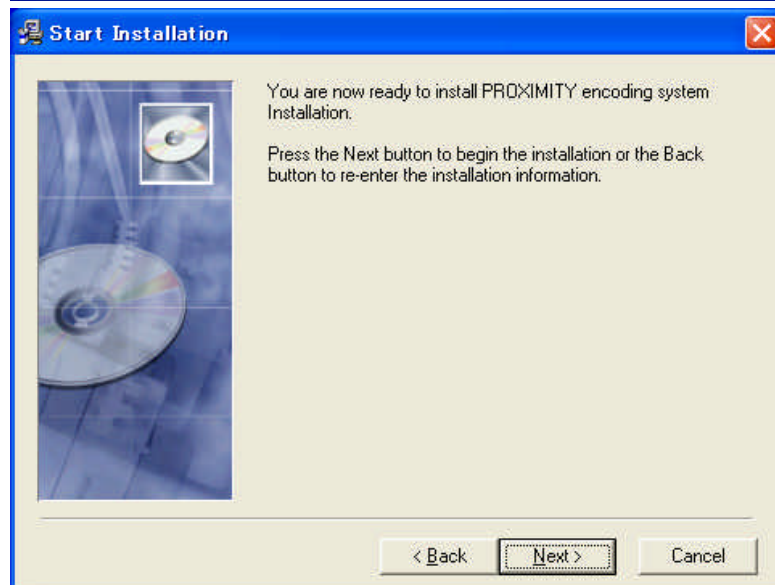 Start Installation
You are now ready to install PROXIMITY encoding system
Installation.
Press the Next button to begin the installation or the Back
button to re-enter the installation information.
< Back
Next >
Cancel